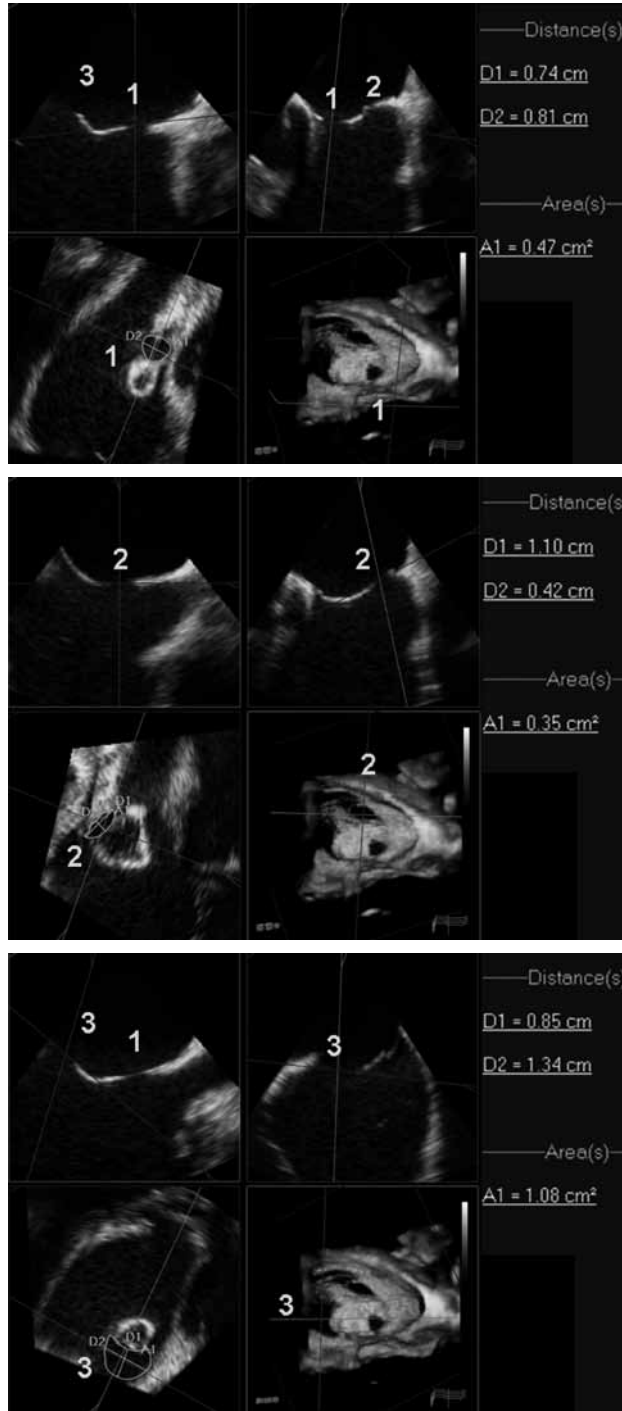 3 1 1 2
Distance(s)
D1 = 0.74 cm
D2 = 0.81 cm
Area(s)
A1 = 0.47 cm²
D2 A1
1
1
2 2
Distance(s)
D1 = 1.10 cm
D2 = 0.42 cm
Area(s)
A1 = 0.35 cm²
D1
2
2
3 1 3
Distance(s)
D1 = 0.85 cm
D2 = 1.34 cm
Area(s)
A1 = 1.08 cm²
D2 D1 A1
3
3